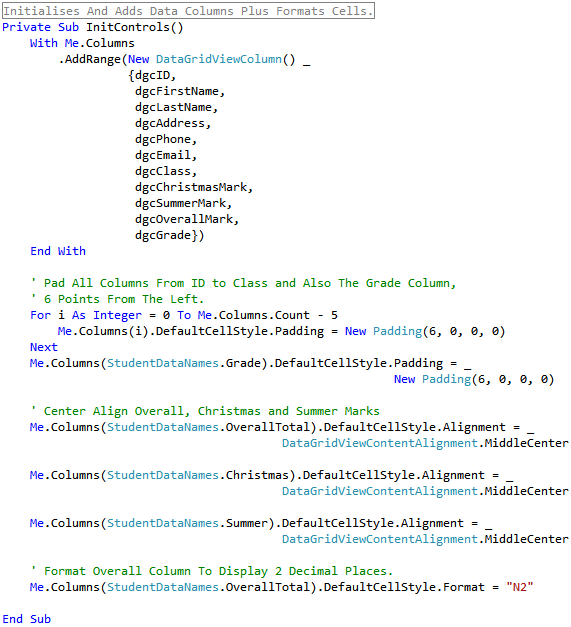 Initialises And Adds Data Columns Plus Formats Cells.
Private Sub InitControls()
    With Me.Columns
        .AddRange(New DataGridViewColumn() _
                  {dgcID,
                   dgcFirstName,
                   dgcLastName,
                   dgcAddress,
                   dgcPhone,
                   dgcEmail,
                   dgcClass,
                   dgcChristmasMark,
                   dgcSummerMark,
                   dgcOverallMark,
                   dgcGrade})
    End With

    ' Pad All Columns From ID to Class and Also The Grade Column,
    ' 6 Points From The Left.
    For i As Integer = 0 To Me.Columns.Count - 5
        Me.Columns(i).DefaultCellStyle.Padding = New Padding(6, 0, 0, 0)
    Next
    Me.Columns(StudentDataNames.Grade).DefaultCellStyle.Padding = _
                                                        New Padding(6, 0, 0, 0)

    ' Center Align Overall, Christmas and Summer Marks
    Me.Columns(StudentDataNames.OverallTotal).DefaultCellStyle.Alignment = _
                                        DataGridViewContentAlignment.MiddleCenter

    Me.Columns(StudentDataNames.Christmas).DefaultCellStyle.Alignment = _
                                        DataGridViewContentAlignment.MiddleCenter

    Me.Columns(StudentDataNames.Summer).DefaultCellStyle.Alignment = _
                                        DataGridViewContentAlignment.MiddleCenter

    ' Format Overall Column To Display 2 Decimal Places.
    Me.Columns(StudentDataNames.OverallTotal).DefaultCellStyle.Format = "N2"

End Sub